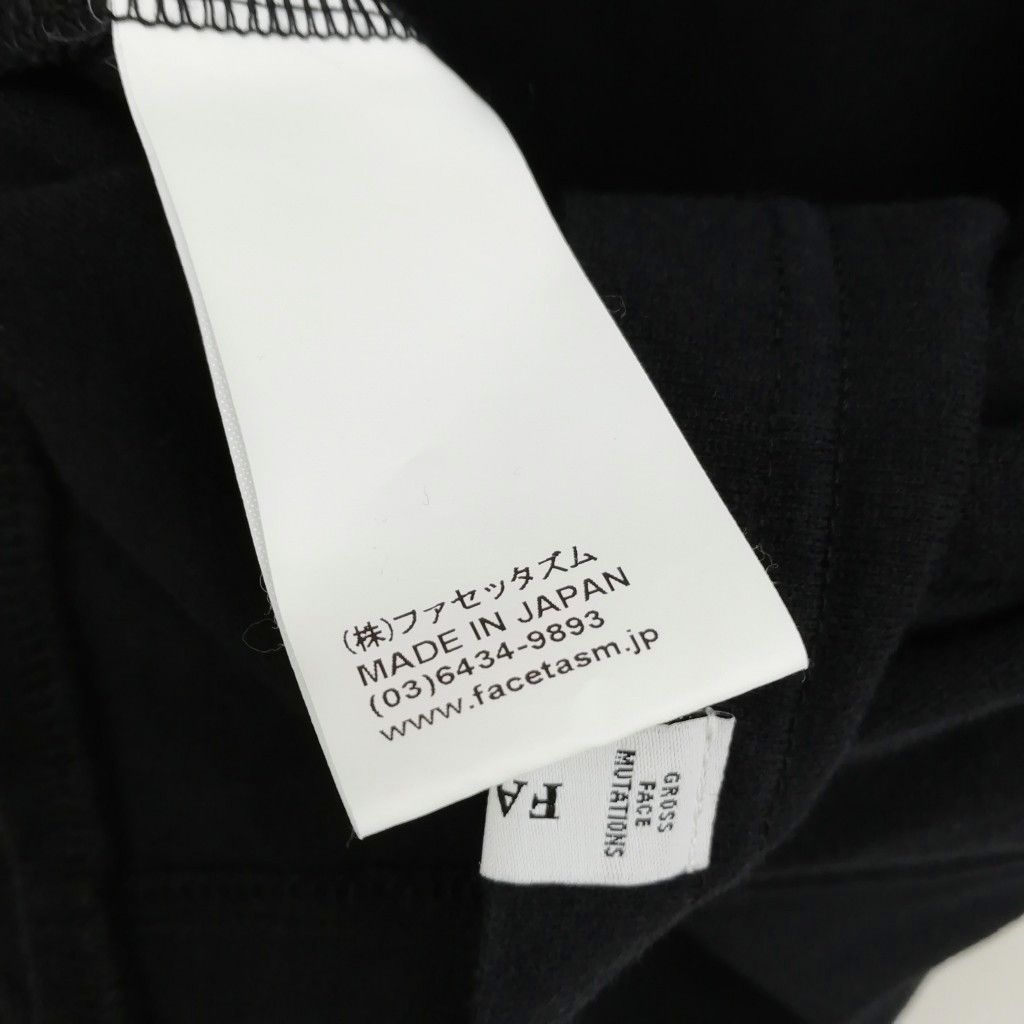 (株)ファセッタズム
MADE IN JAPAN
(03)6434-9893
www.facetasm.jp
FA
GROSS
FACE
MUTATIONS